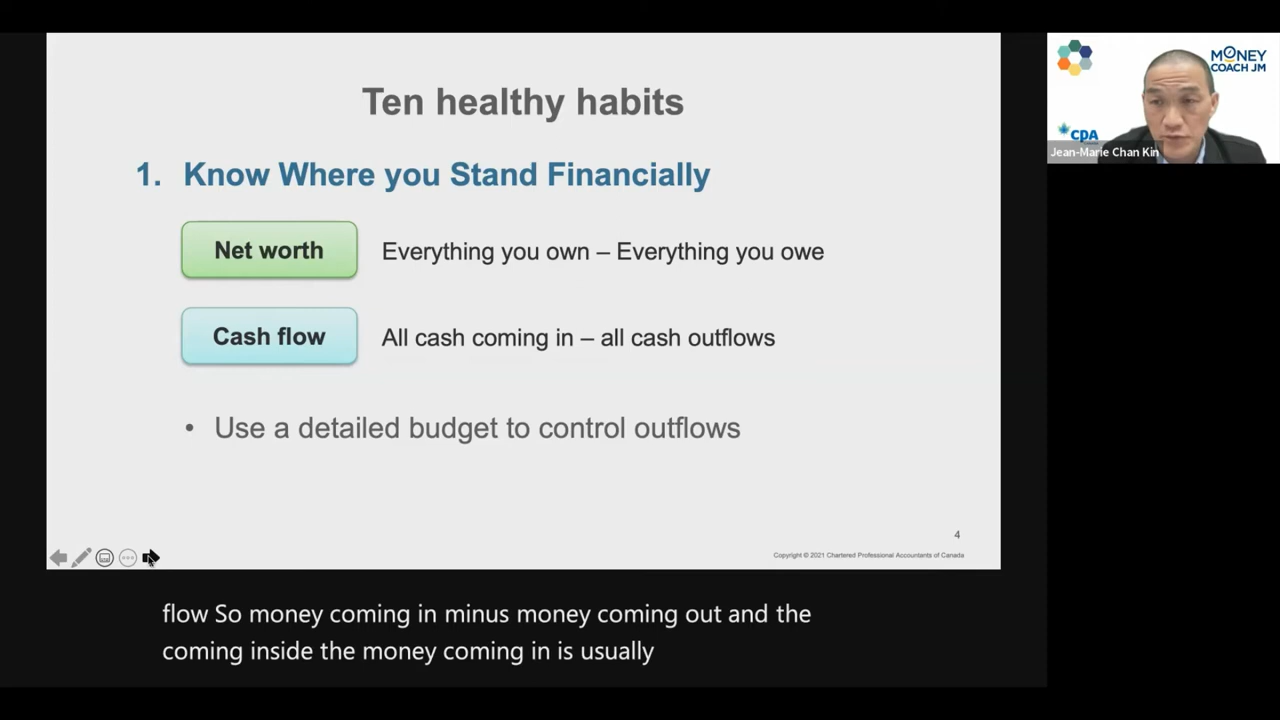 Ten healthy habits
1. Know Where you Stand Financially
Net worth
Everything you own – Everything you owe
Cash flow
All cash coming in – all cash outflows
• Use a detailed budget to control outflows
4
Copyright © 2021 Chartered Professional Accountants of Canada
MONEY
COACH JM
CPA
Jean-Marie Chan Kin
flow So money coming in minus money coming out and the
coming inside the money coming in is usually